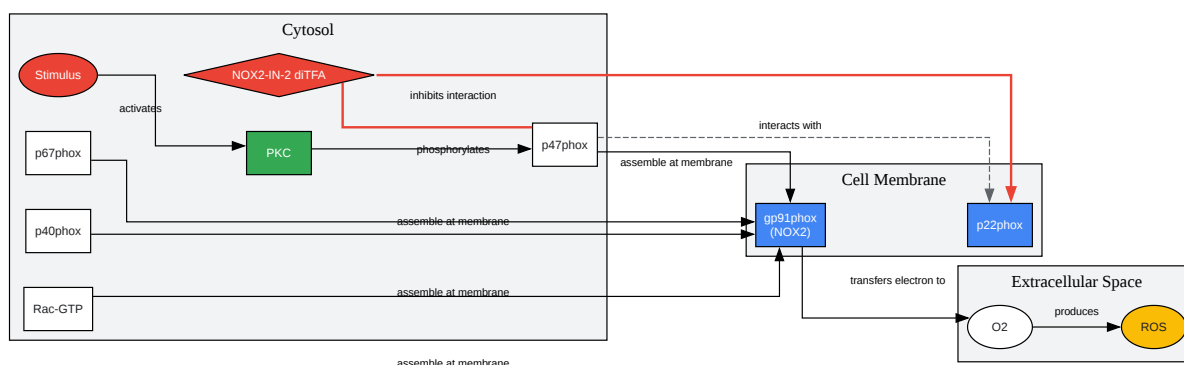 Cytosol
Stimulus
NOX2-IN-2 diTFA
inhibits interaction
activates
p67phox
PKC
phosphorylates
p47phox
interacts with
assemble at membrane
Cell Membrane
p40phox
assemble at membrane
gp91phox
(NOX2)
p22phox
Rac-GTP
assemble at membrane
transfers electron to
Extracellular Space
O2
produces
ROS
assemble at membrane